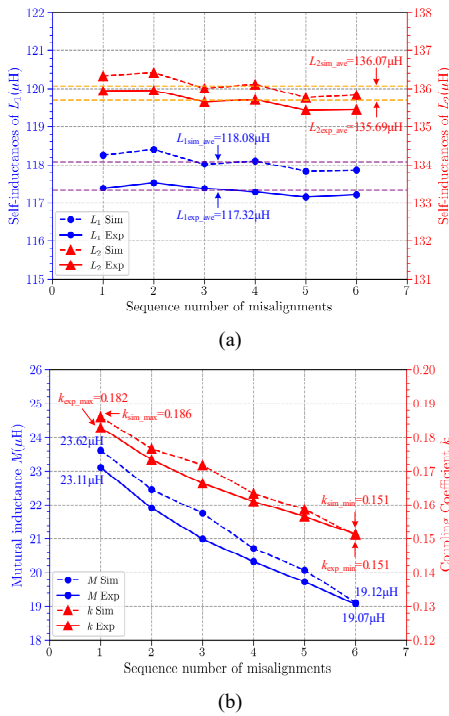 122
121
120
119
118
117
116
115
138
137
136
135
134
133
132
131
0
1
2
3
4
5
6
7
Self-inductances of L₁(μH)
Self-inductances of L₂(μH)
L₂sim_ave=136.07μH
L₂exp_ave=135.69μH
L₁sim_ave=118.08μH
L₁exp_ave=117.32μH
L₁ Sim
L₁ Exp
L₂ Sim
L₂ Exp
Sequence number of misalignments
(a)
26
25
24
23
22
21
20
19
18
0.20
0.19
0.18
0.17
0.16
0.15
0.14
0.13
0.12
0
1
2
3
4
5
6
7
Matural inductance M(μH)
Coupling Coefficient k
kexp_max=0.182
ksim_max=0.186
23.62μH
23.11μH
ksim_min=0.151
kexp_min=0.151
19.12μH
19.07μH
M Sim
M Exp
k Sim
k Exp
Sequence number of misalignments
(b)